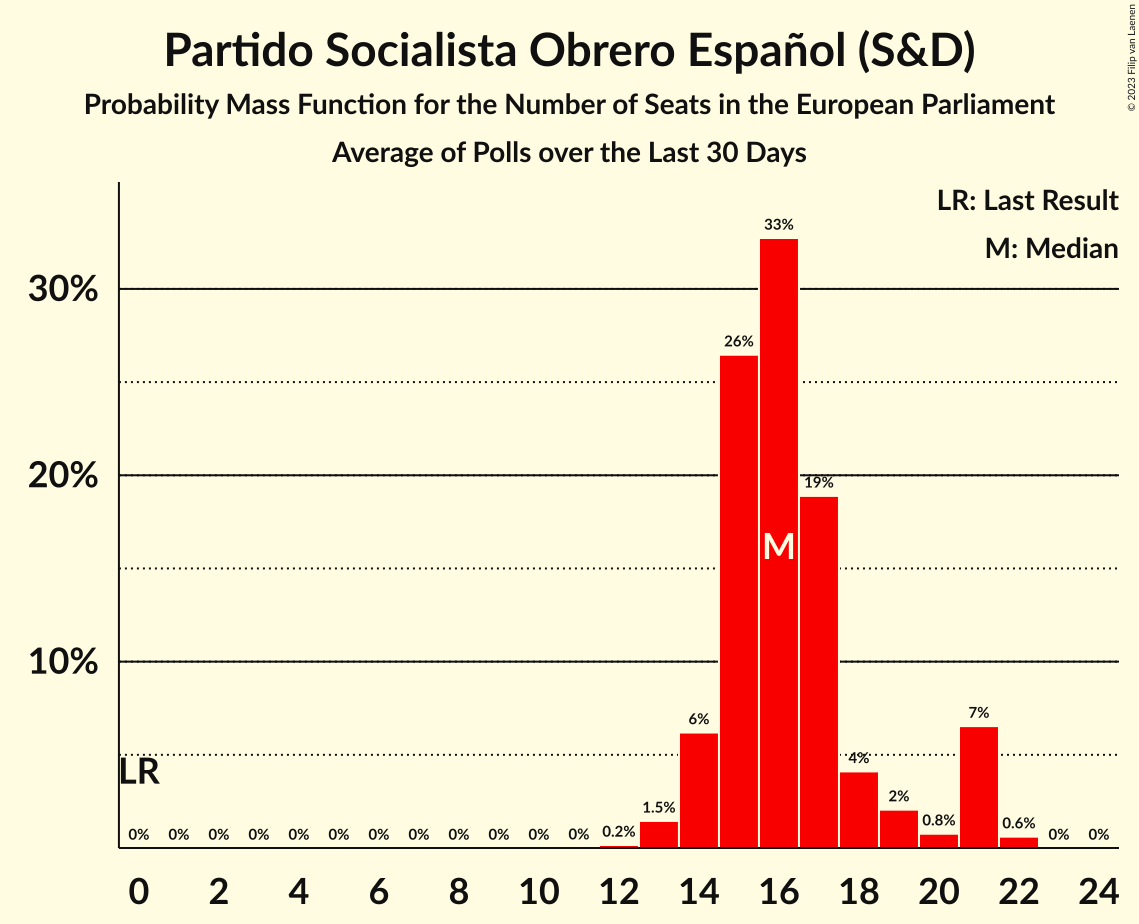 Partido Socialista Obrero Español (S&D)
Probability Mass Function for the Number of Seats in the European Parliament
Average of Polls over the Last 30 Days
© 2023 Filip van Laenen
LR: Last Result
M: Median
30%
20%
10%
33%
26%
19%
M
6%
7%
4%
LR
2%
1.5%
0% 0% 0% 0% 0% 0% 0% 0% 0% 0% 0% 0% 0.2% 0.8% 0.6% 0% 0%
0 2 4 6 8 10 12 14 16 18 20 22 24